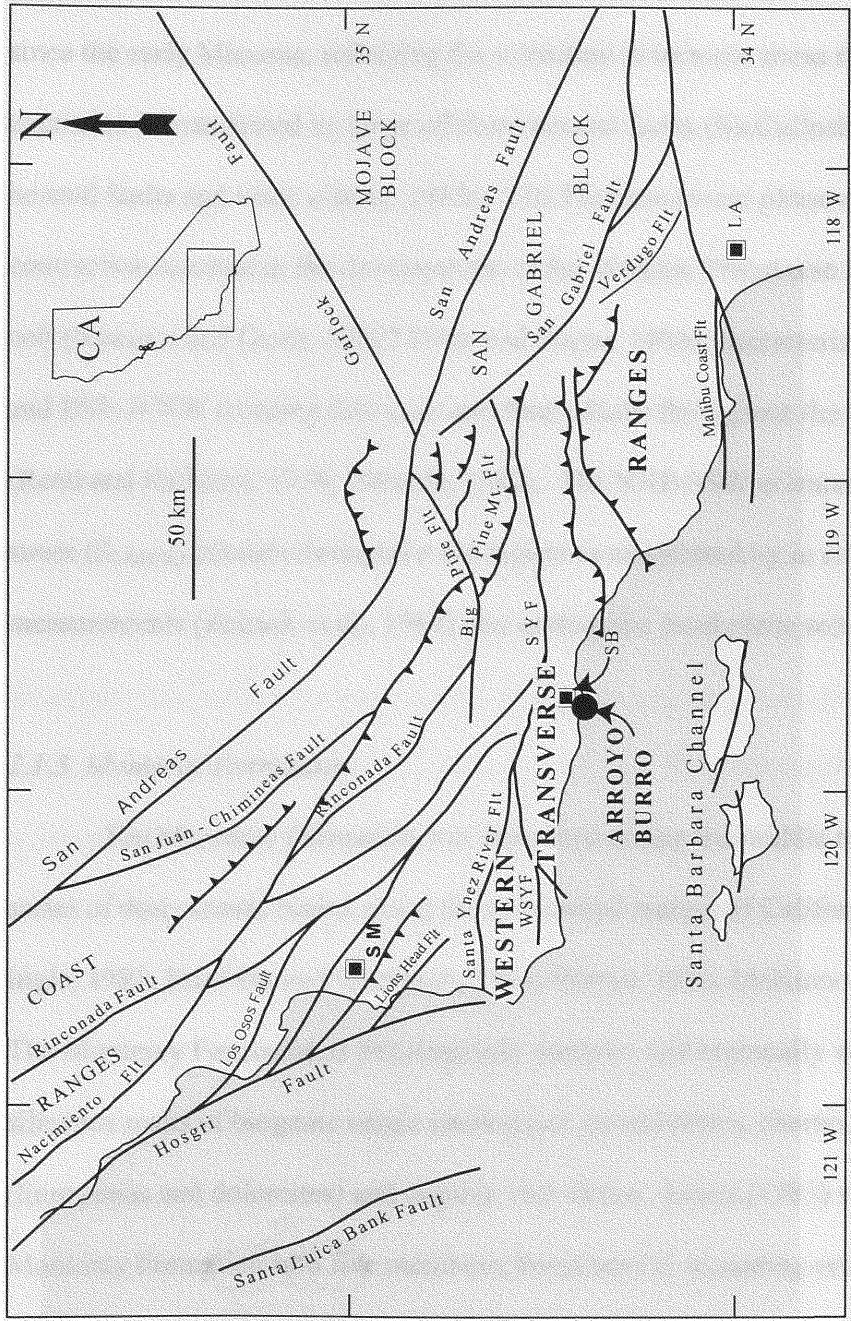 N
CA
50 km
35 N
34 N
121 W
120 W
119 W
118 W
Garlock
Fault
MOJAVE
BLOCK
San Andreas Fault
SAN GABRIEL BLOCK
San Gabriel Fault
Verdugo Flt
LA
Malibu Coast Flt
San Andreas Fault
San Juan - Chimineas Fault
Rinconada Fault
Big Pine Flt
Pine Mt. Flt
SYF
SB
COAST
RANGES
Rinconada Fault
Nacimiento Flt
Los Osos Fault
Hosgri Fault
Santa Luica Bank Fault
SM
Lions Head Flt
Santa Ynez River Flt
WSYF
WESTERN
TRANSVERSE
RANGES
ARROYO
BURRO
Santa Barbara Channel